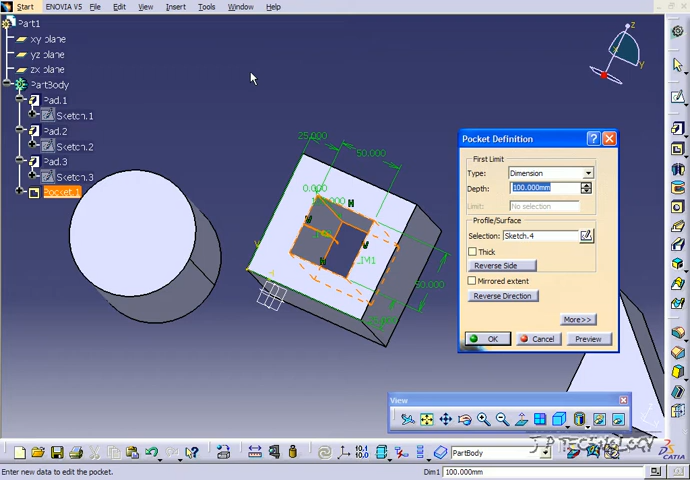 Start ENOVIA V5 File Edit View Insert Tools Window Help
Part1
xy plane
yz plane
zx plane
PartBody
Pad.1
Sketch.1
Pad.2
Sketch.2
Pad.3
Sketch.3
Pocket.1
z
y
25.000
50.000
0.000
H
V
V
H
LIM1
Pocket Definition
First Limit
Type: Dimension
Depth: 100.000mm
Limit: No selection
Profile/Surface
Selection: Sketch.4
Thick
Reverse Side
Mirrored extent
Reverse Direction
More>>
OK Cancel Preview
View
PartBody
J.P TECHNOLOGY
CATIA
Enter new data to edit the pocket.
Dim1 100.000mm